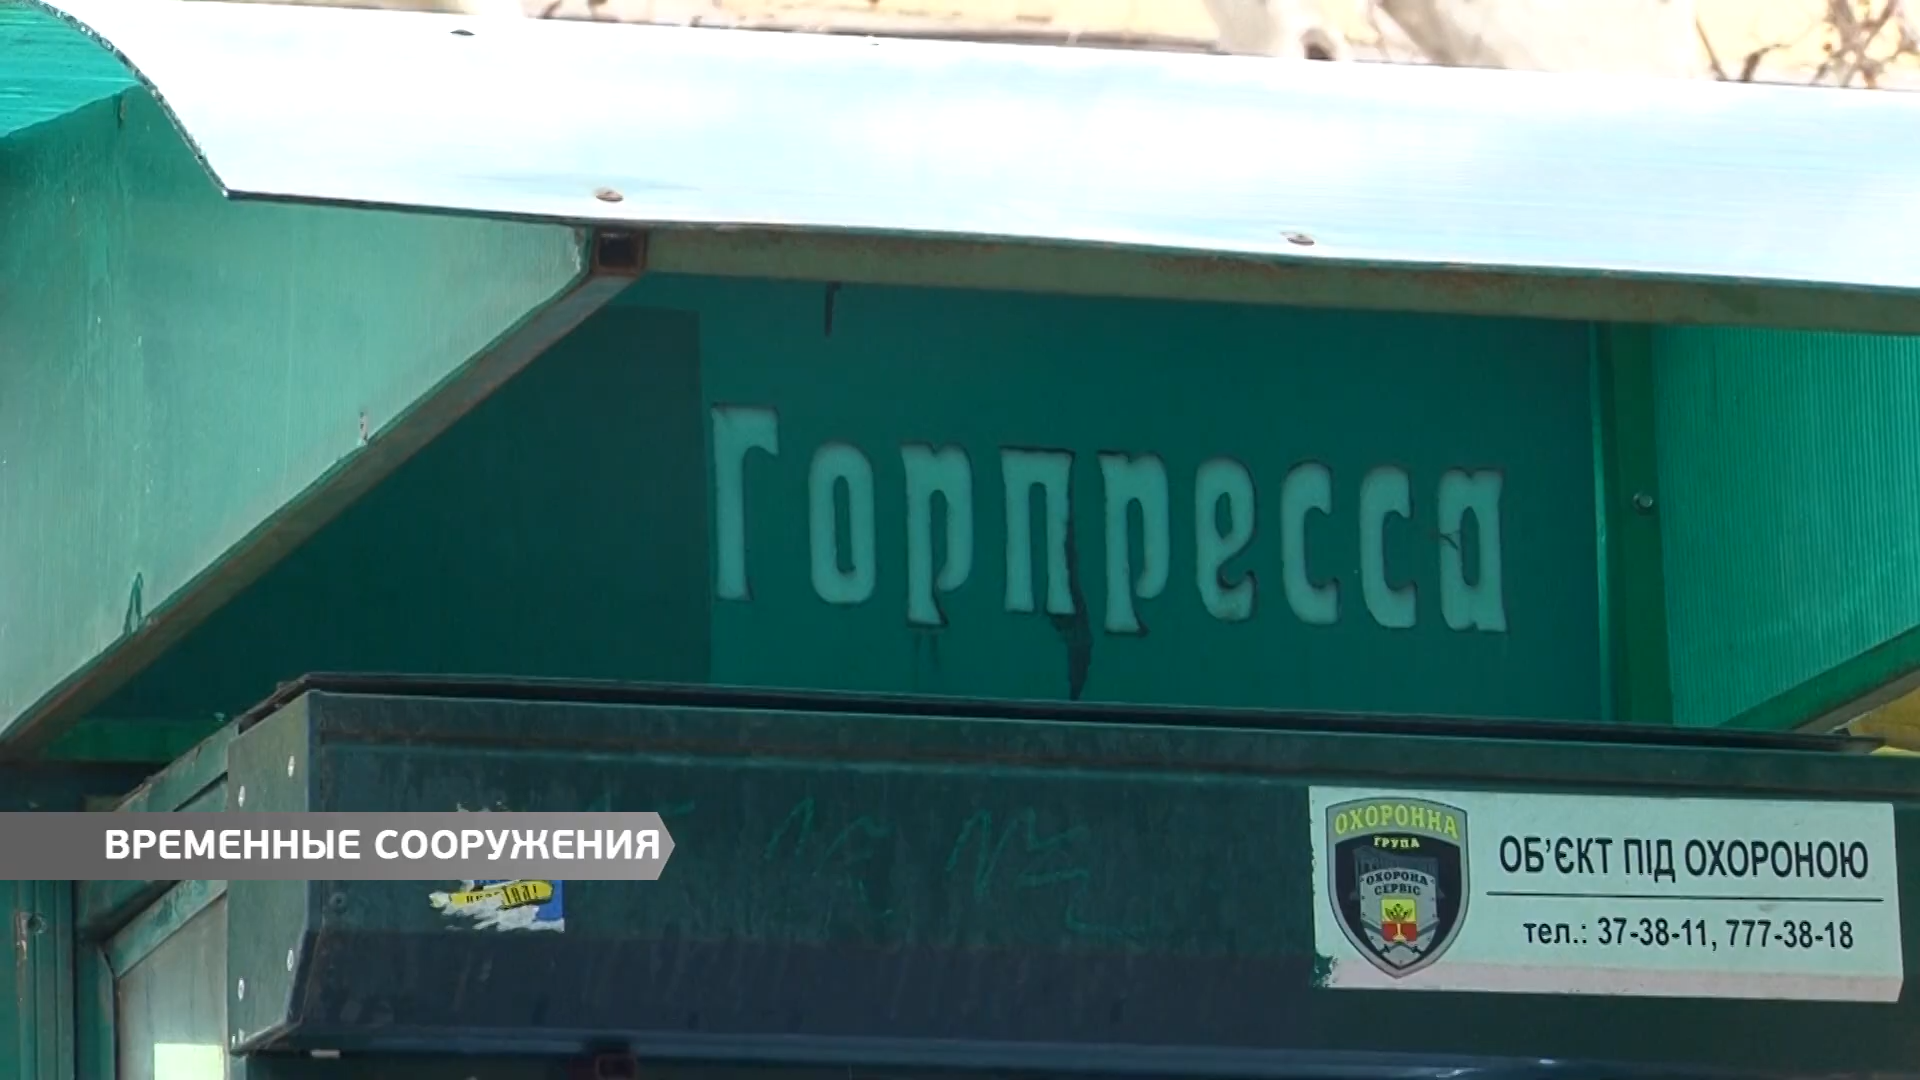 Горпресса
ВРЕМЕННЫЕ СООРУЖЕНИЯ
ОХОРОННА
ГРУПА
ОХОРОНА
СЕРВІС
ОБ'ЄКТ ПІД ОХОРОНОЮ
тел.: 37-38-11, 777-38-18